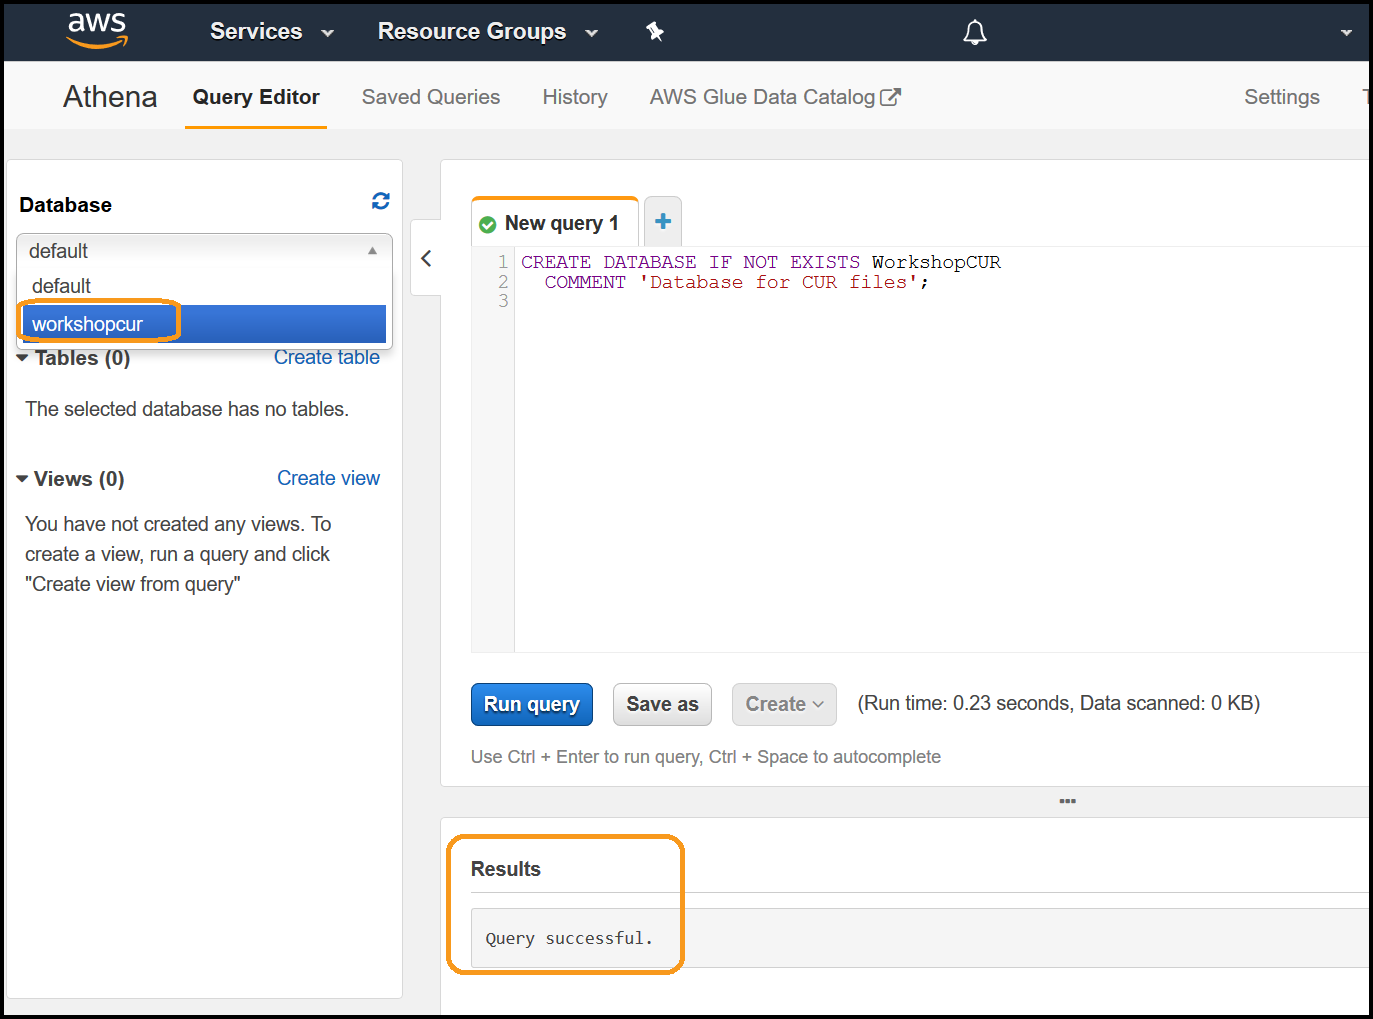 aws Services Resource Groups
Athena Query Editor Saved Queries History AWS Glue Data Catalog Settings
Database
default
default
workshopcur
Tables (0) Create table
The selected database has no tables.
Views (0) Create view
You have not created any views. To
create a view, run a query and click
"Create view from query"
New query 1 +
1 CREATE DATABASE IF NOT EXISTS WorkshopCUR
2 COMMENT 'Database for CUR files';
3
Run query Save as Create (Run time: 0.23 seconds, Data scanned: 0 KB)
Use Ctrl + Enter to run query, Ctrl + Space to autocomplete
Results
Query successful.